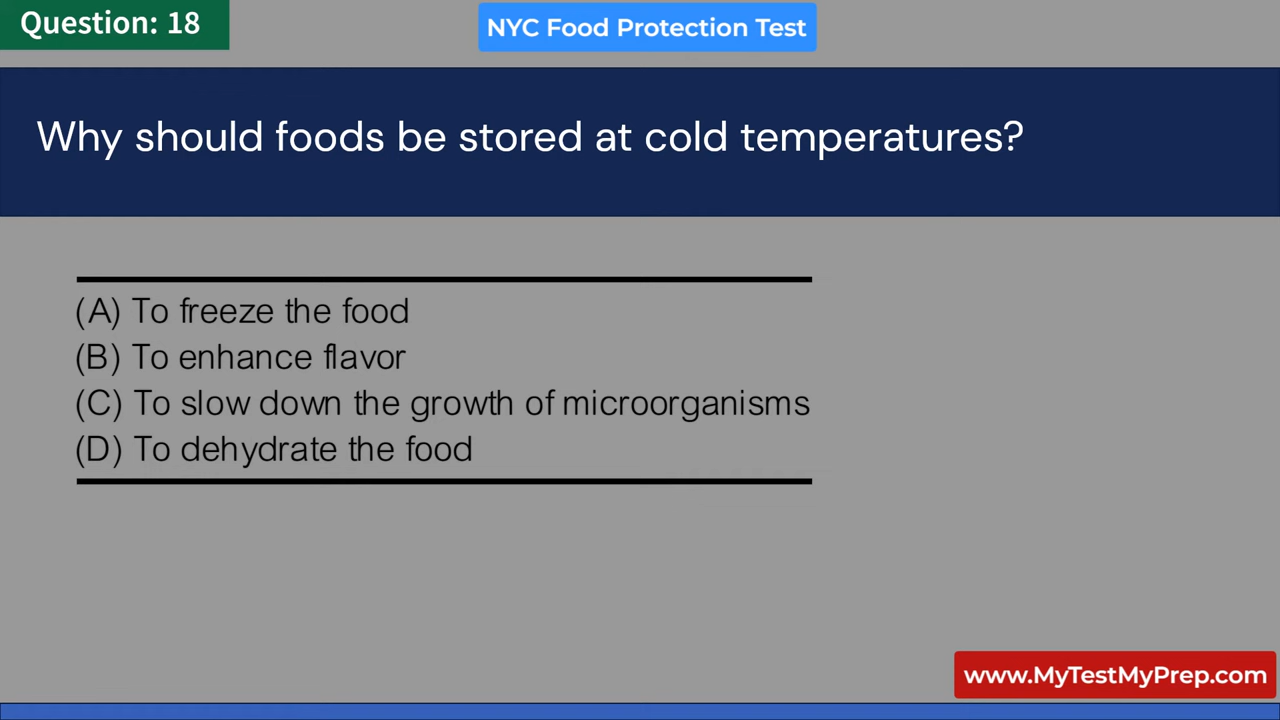 Question: 18
NYC Food Protection Test
Why should foods be stored at cold temperatures?
(A) To freeze the food
(B) To enhance flavor
(C) To slow down the growth of microorganisms
(D) To dehydrate the food
www.MyTestMyPrep.com